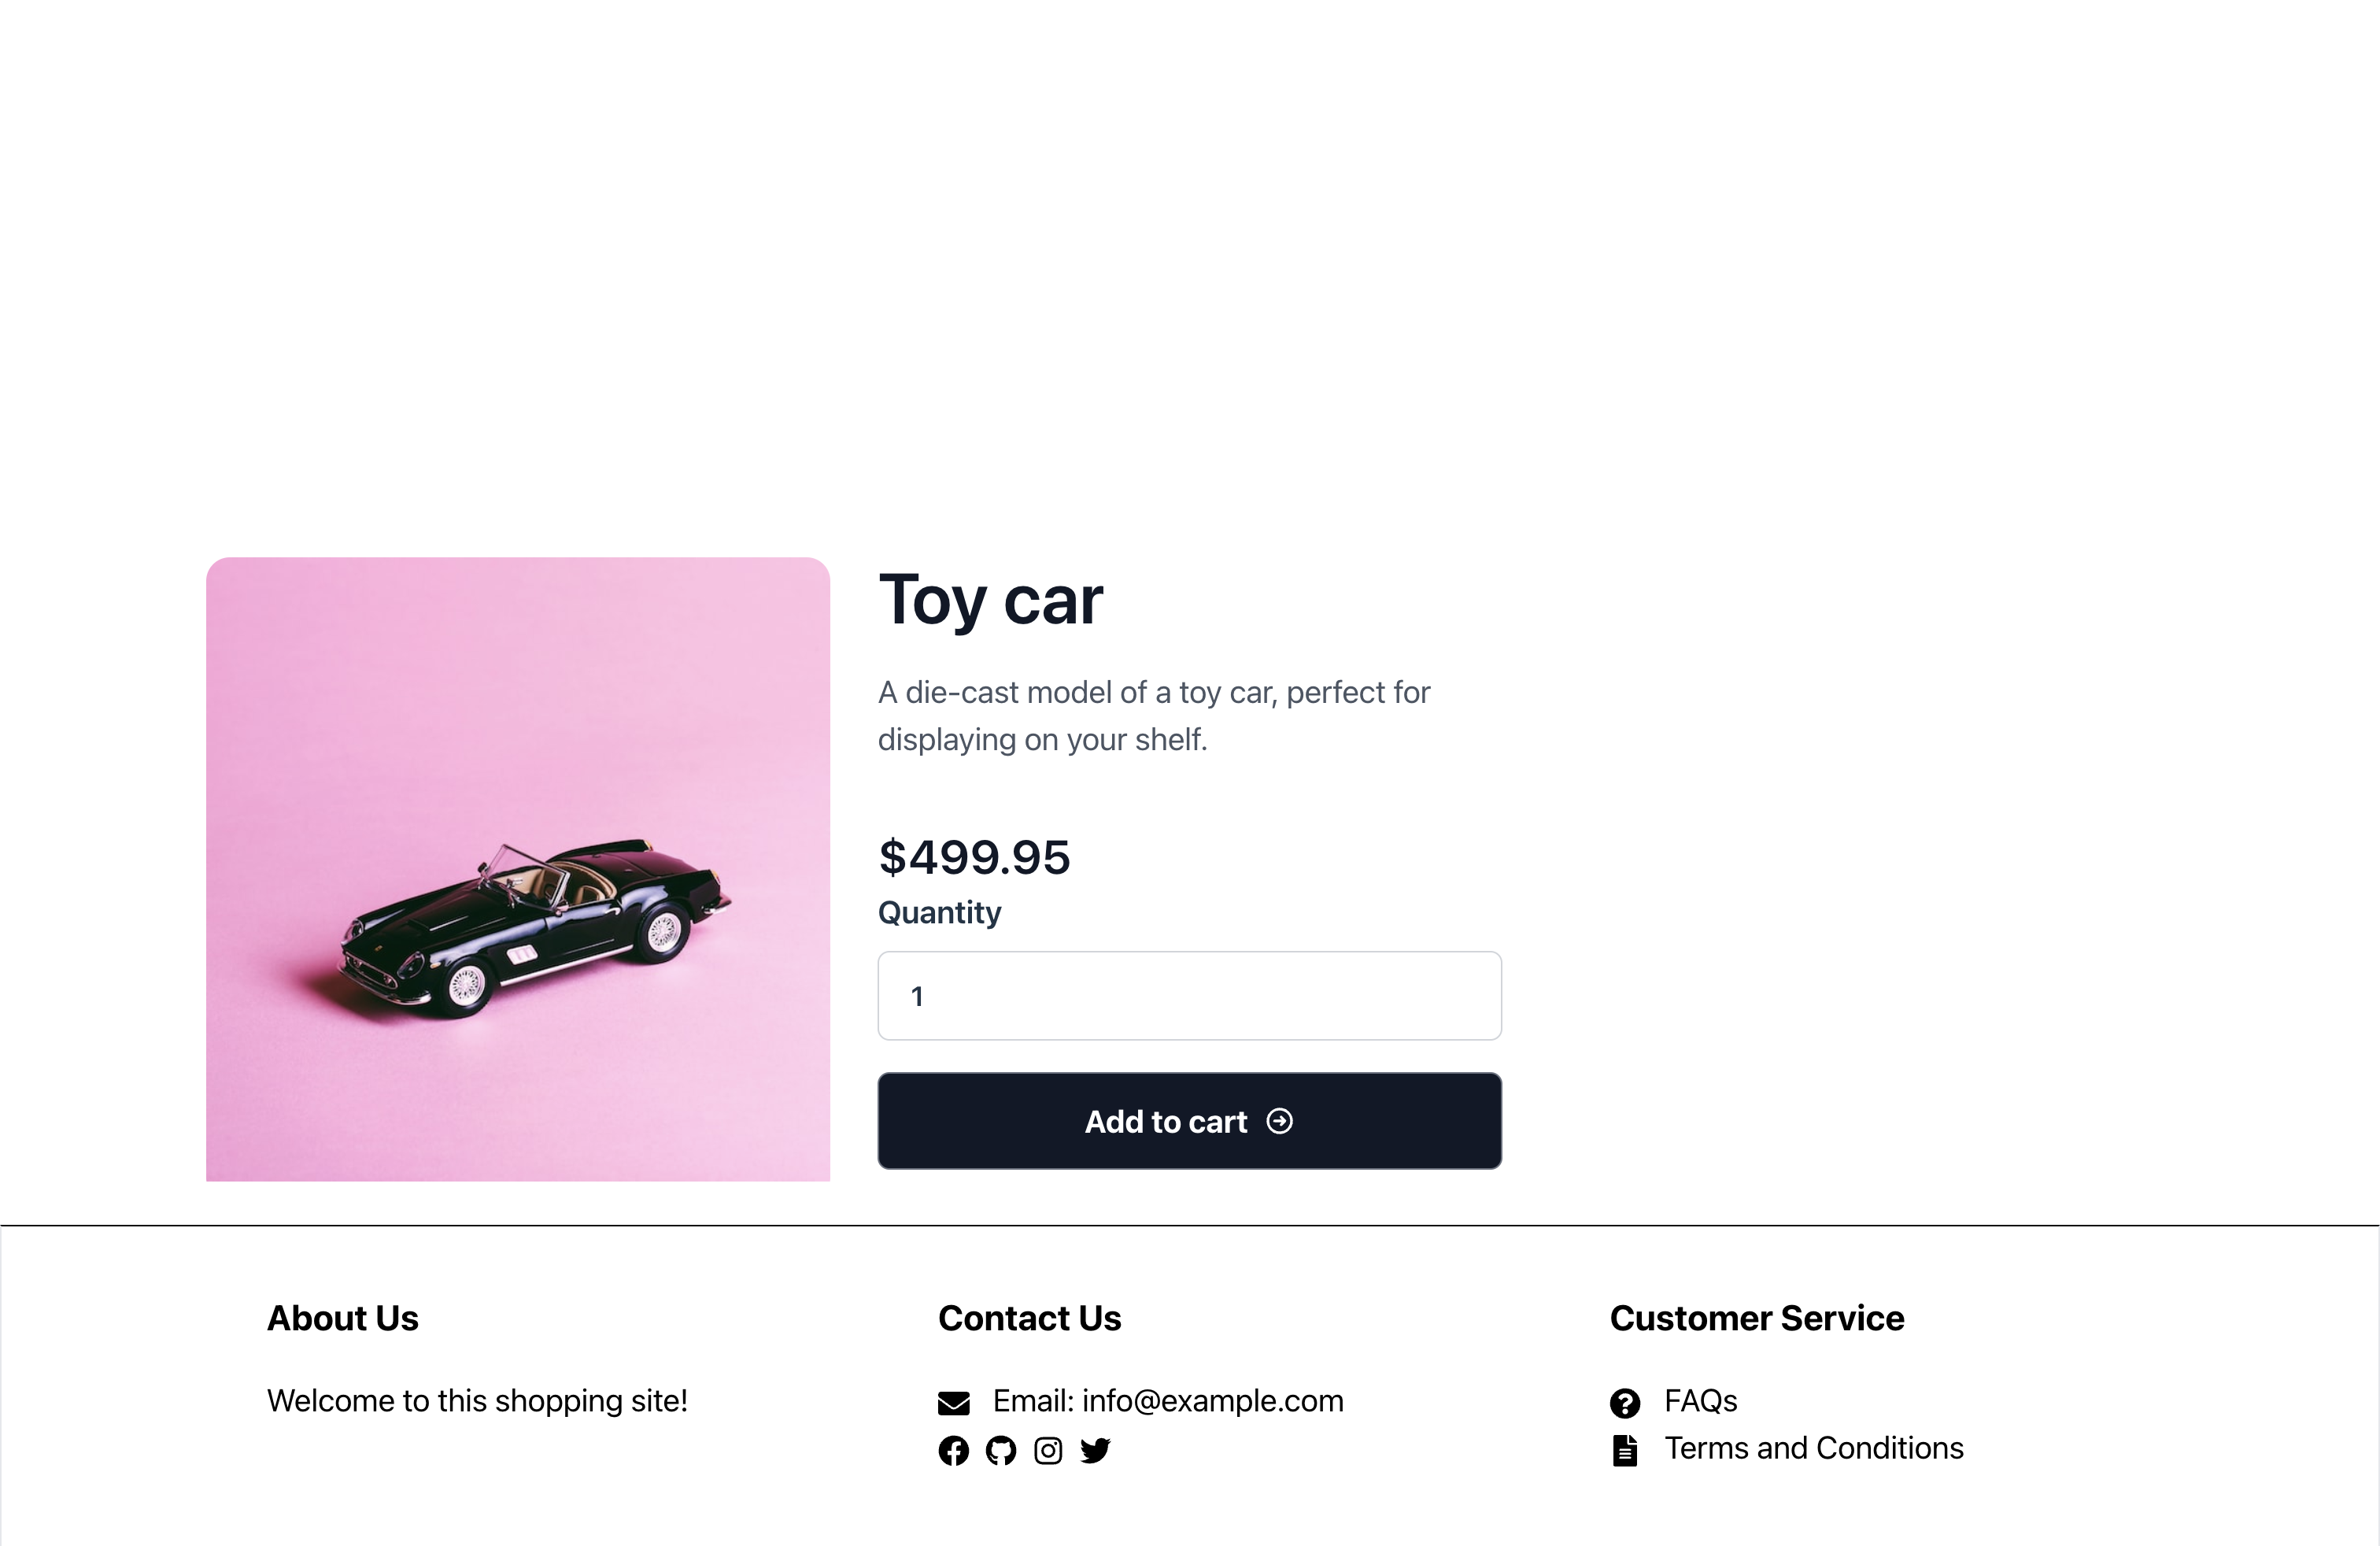 Toy car
A die-cast model of a toy car, perfect for
displaying on your shelf.
$499.95
Quantity
1
Add to cart
About Us
Welcome to this shopping site!
Contact Us
Email: info@example.com
Customer Service
FAQs
Terms and Conditions